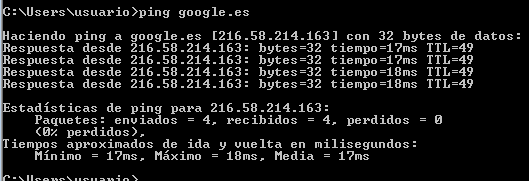 C:\Users\usuario>ping google.es
Haciendo ping a google.es [216.58.214.163] con 32 bytes de datos:
Respuesta desde 216.58.214.163: bytes=32 tiempo=17ms TTL=49
Respuesta desde 216.58.214.163: bytes=32 tiempo=17ms TTL=49
Respuesta desde 216.58.214.163: bytes=32 tiempo=18ms TTL=49
Respuesta desde 216.58.214.163: bytes=32 tiempo=18ms TTL=49
Estadísticas de ping para 216.58.214.163:
Paquetes: enviados = 4, recibidos = 4, perdidos = 0
(0% perdidos),
Tiempos aproximados de ida y vuelta en milisegundos:
Mínimo = 17ms, Máximo = 18ms, Media = 17ms
C:\Users\usuario>